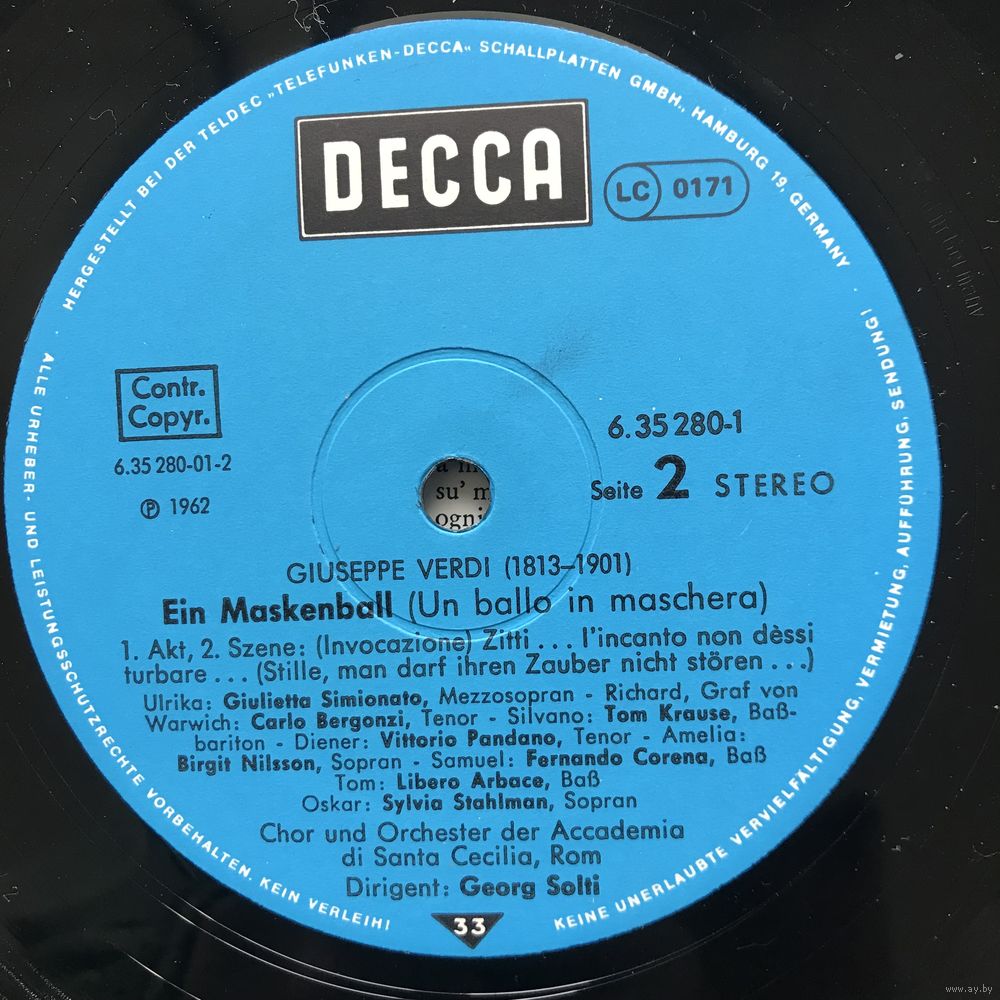 HERGESTELLT BEI DER TELDEC »TELEFUNKEN-DECCA« SCHALLPLATTEN GMBH., HAMBURG 19, GERMANY
DECCA
LC 0171
Contr.
Copyr.
6.35 280-01-2
℗ 1962
6.35 280-1
Seite 2 STEREO
su' m
ogni
GIUSEPPE VERDI (1813–1901)
Ein Maskenball (Un ballo in maschera)
1. Akt, 2. Szene: (Invocazione) Zitti . . . l'incanto non dèssi
turbare . . . (Stille, man darf ihren Zauber nicht stören . . .)
Ulrika: Giulietta Simionato, Mezzosopran - Richard, Graf von
Warwich: Carlo Bergonzi, Tenor - Silvano: Tom Krause, Baß-
bariton - Diener: Vittorio Pandano, Tenor - Amelia:
Birgit Nilsson, Sopran - Samuel: Fernando Corena, Baß
Tom: Libero Arbace, Baß
Oskar: Sylvia Stahlman, Sopran
Chor und Orchester der Accademia
di Santa Cecilia, Rom
Dirigent: Georg Solti
33
ALLE URHEBER- UND LEISTUNGSSCHUTZRECHTE VORBEHALTEN. KEIN VERLEIH!
KEINE UNERLAUBTE VERVIELFÄLTIGUNG, VERMIETUNG, AUFFÜHRUNG, SENDUNG!
www.ay.by